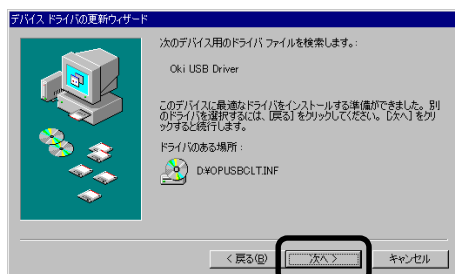 デバイス ドライバの更新ウィザード
次のデバイス用のドライバ ファイルを検索します。:
Oki USB Driver
このデバイスに最適なドライバをインストールする準備ができました。別
のドライバを選択するには、[戻る] をクリックしてください。[次へ] をクリ
ックすると続行します。
ドライバのある場所:
D:¥OPUSBCLT.INF
< 戻る(B)
次へ >
キャンセル